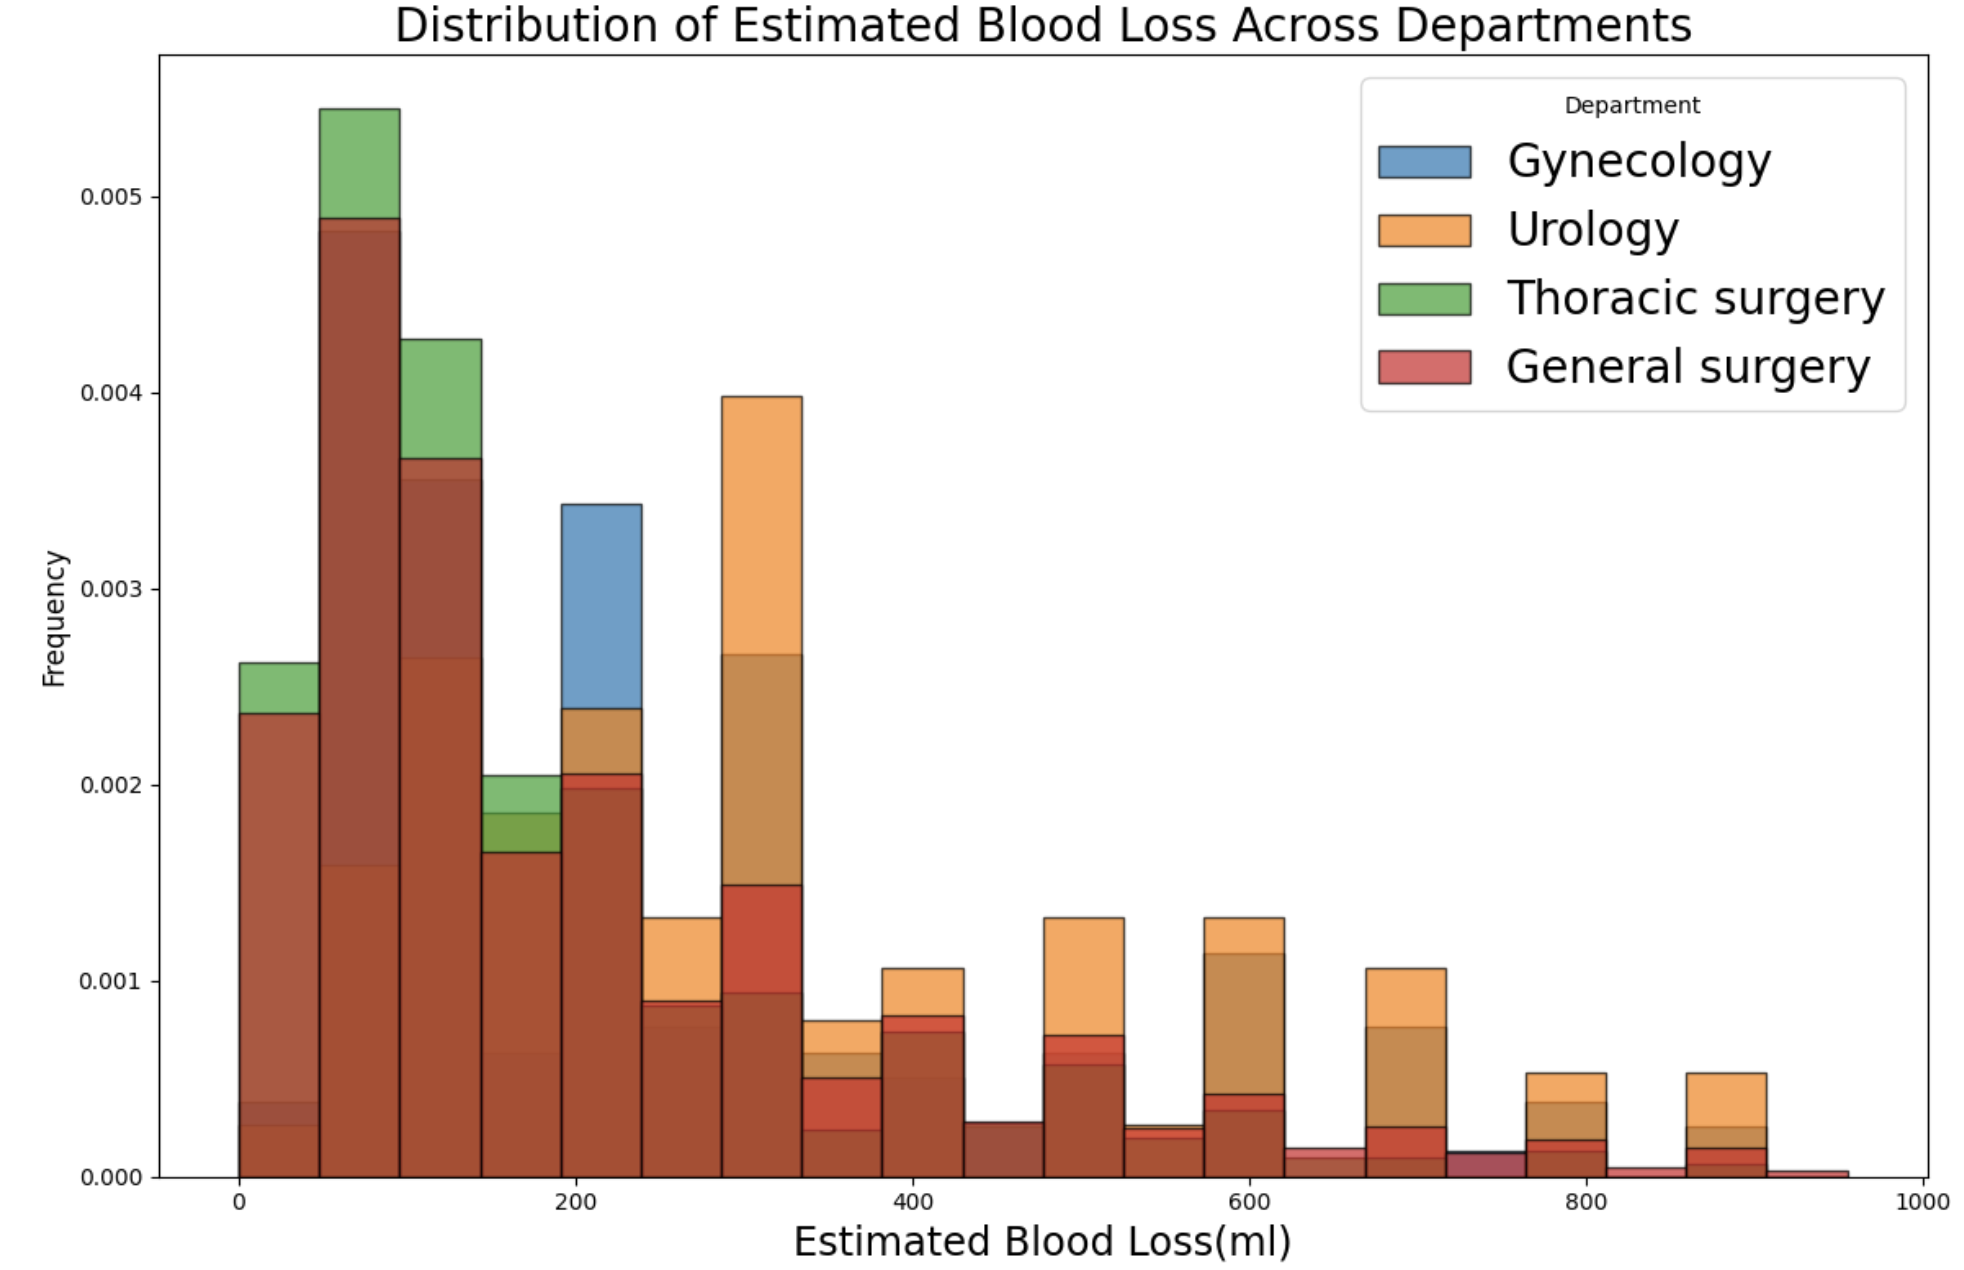 Distribution of Estimated Blood Loss Across Departments
Department
Gynecology
Urology
Thoracic surgery
General surgery
Frequency
0.005
0.004
0.003
0.002
0.001
0.000
0 200 400 600 800 1000
Estimated Blood Loss(ml)